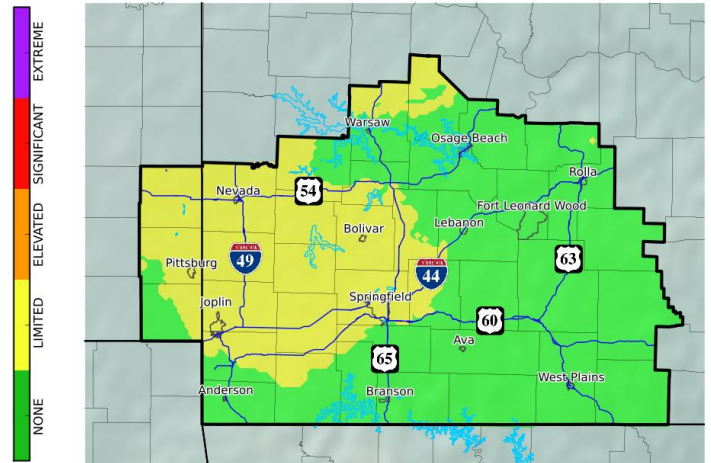 EXTREME
SIGNIFICANT
ELEVATED
LIMITED
NONE
Warsaw
Osage Beach
Rolla
Nevada
54
Fort Leonard Wood
Bolivar
Lebanon
49
63
Pittsburg
44
Joplin
Springfield
60
Ava
65
West Plains
Anderson
Branson